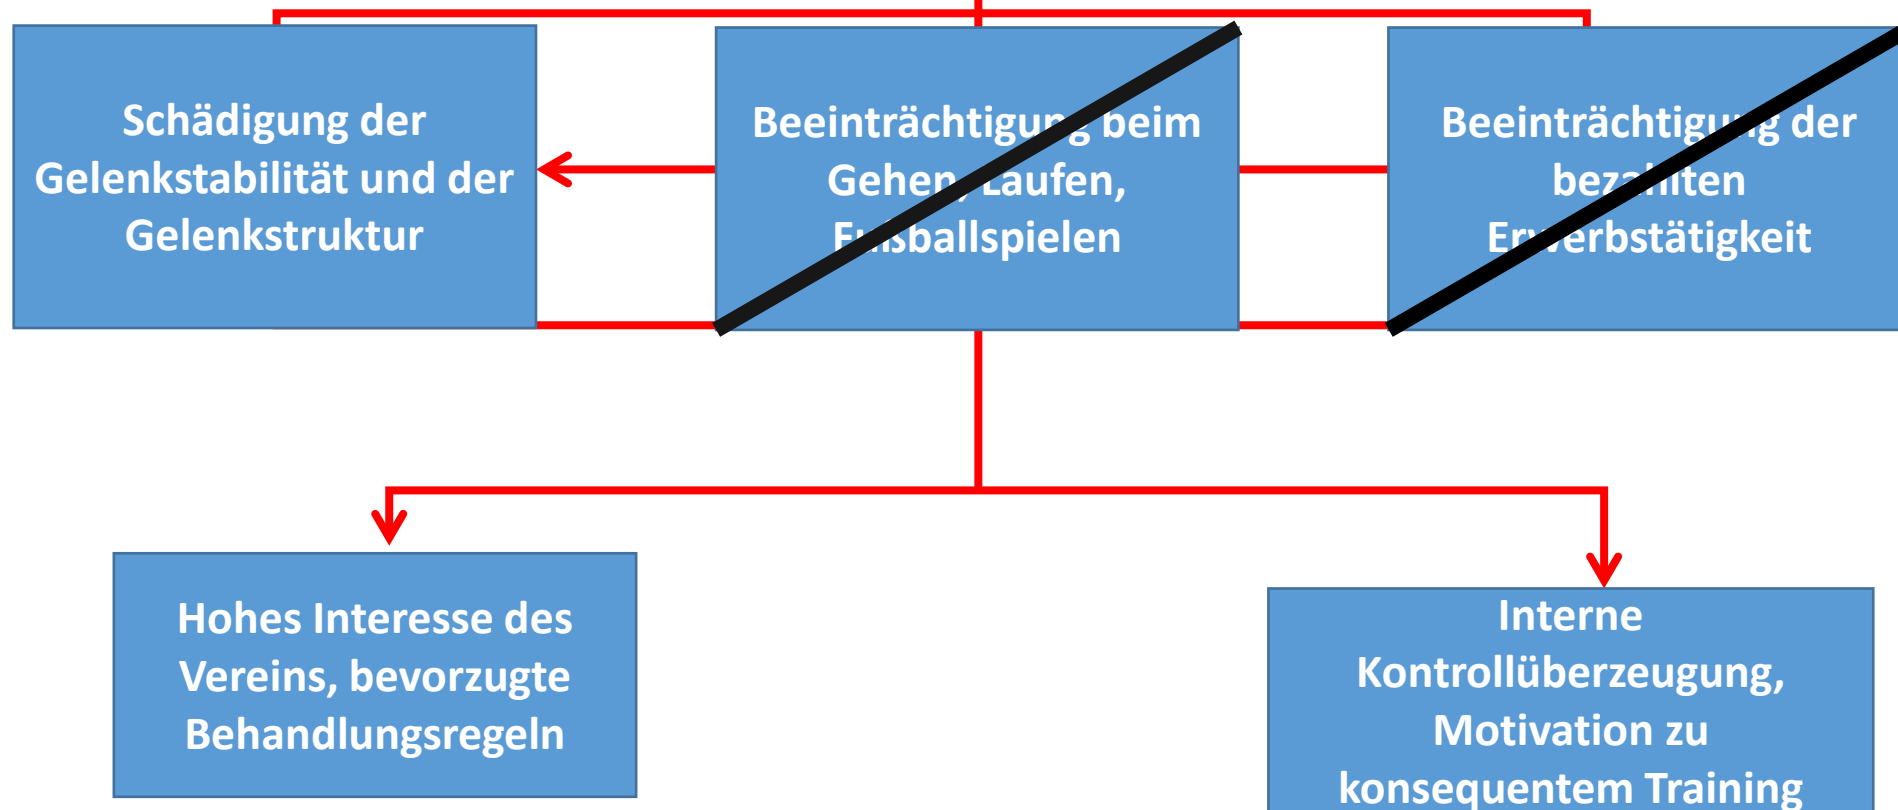 Schädigung der
Gelenkstabilität und der
Gelenkstruktur
Beeinträchtigung beim
Gehen, Laufen,
Fußballspielen
Beeinträchtigung der
bezahlten
Erwerbstätigkeit
Hohes Interesse des
Vereins, bevorzugte
Behandlungsregeln
Interne
Kontrollüberzeugung,
Motivation zu
konsequentem Training